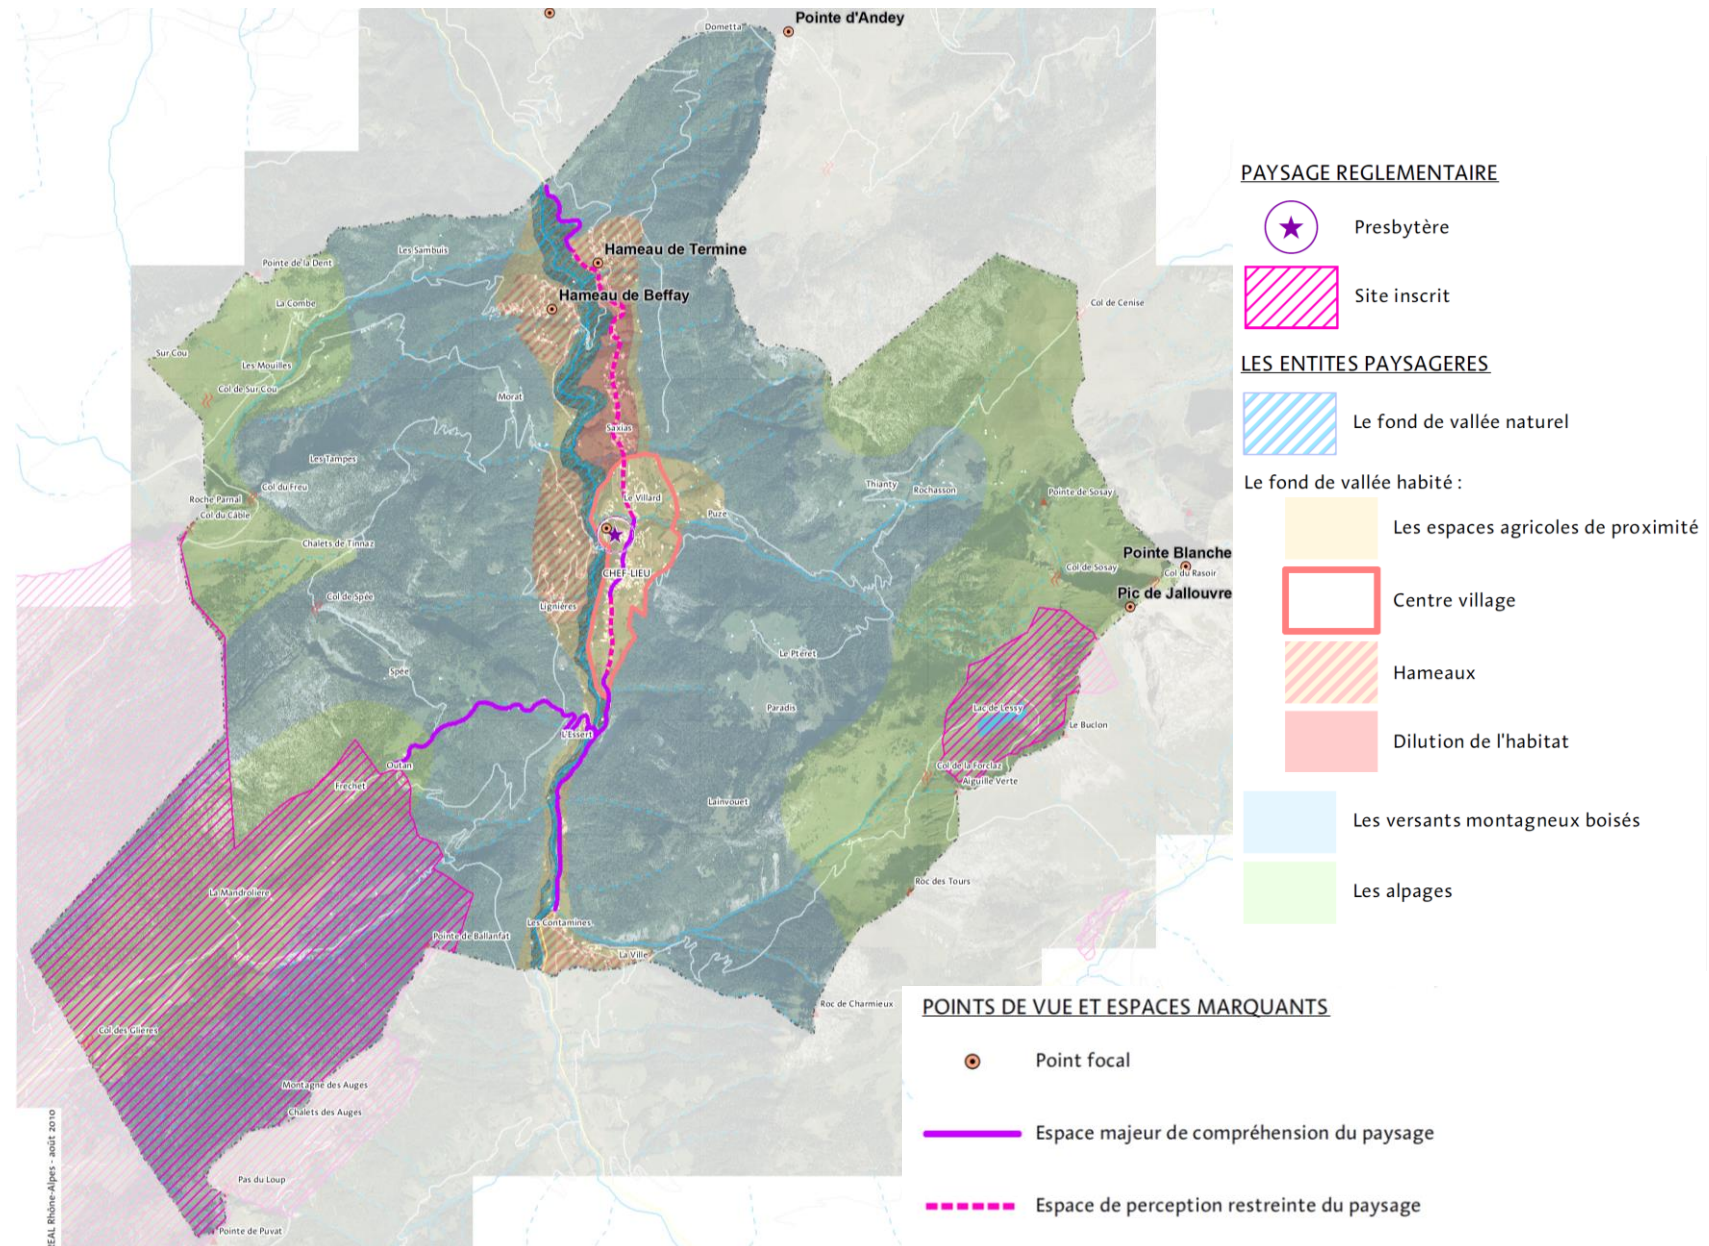 Pointe d'Andey
Dometta
Les Sambuis
Hameau de Termine
Pointe de la Dent
Hameau de Beffay
La Combe
Col de Cenise
Sur Cou
Les Mouilles
Col de Sur Cou
Morat
Saxias
Les Tampes
Col du Freu
Thianty
Rochasson
Pointe de Sosay
Roche Parnal
Le Villard
Col du Câble
Puze
Chalets de Tinnaz
Pointe Blanche
CHEF-LIEU
Col de Sosay
Col du Rasoir
Col de Spée
Lignières
Pic de Jallouvre
Le Pteret
Spée
Paradis
Lac de Lessy
Le Buclon
L'Essert
Outan
Col de la Forclaz
Frechet
Aiguille Verte
Lainvouet
La Mandrolière
Roc des Tours
Les Contamines
Pointe de Ballanfat
La Ville
Roc de Charmieux
Col des Glières
Montagne des Auges
Chalets des Auges
Pas du Loup
Pointe de Puvat
REAL Rhône-Alpes - août 2010
PAYSAGE REGLEMENTAIRE
Presbytère
Site inscrit
LES ENTITES PAYSAGERES
Le fond de vallée naturel
Le fond de vallée habité :
Les espaces agricoles de proximité
Centre village
Hameaux
Dilution de l'habitat
Les versants montagneux boisés
Les alpages
POINTS DE VUE ET ESPACES MARQUANTS
Point focal
Espace majeur de compréhension du paysage
Espace de perception restreinte du paysage